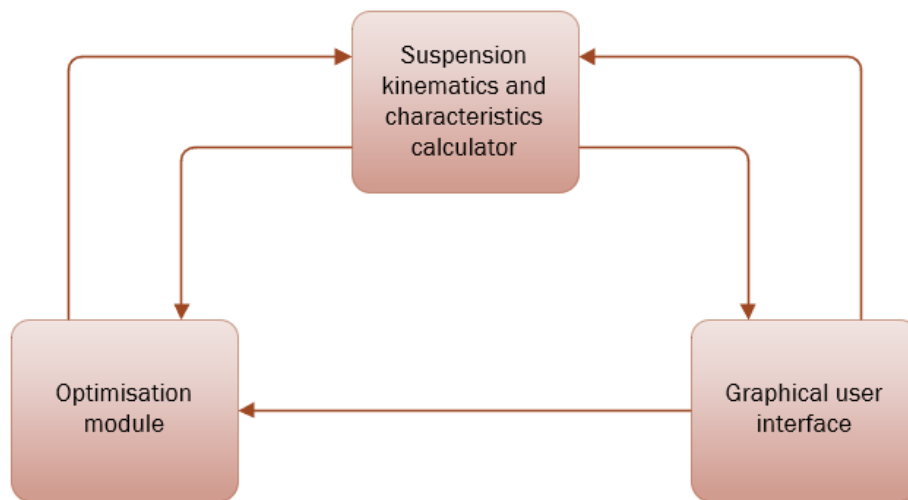 Suspension
kinematics and
characteristics
calculator
Optimisation
module
Graphical user
interface